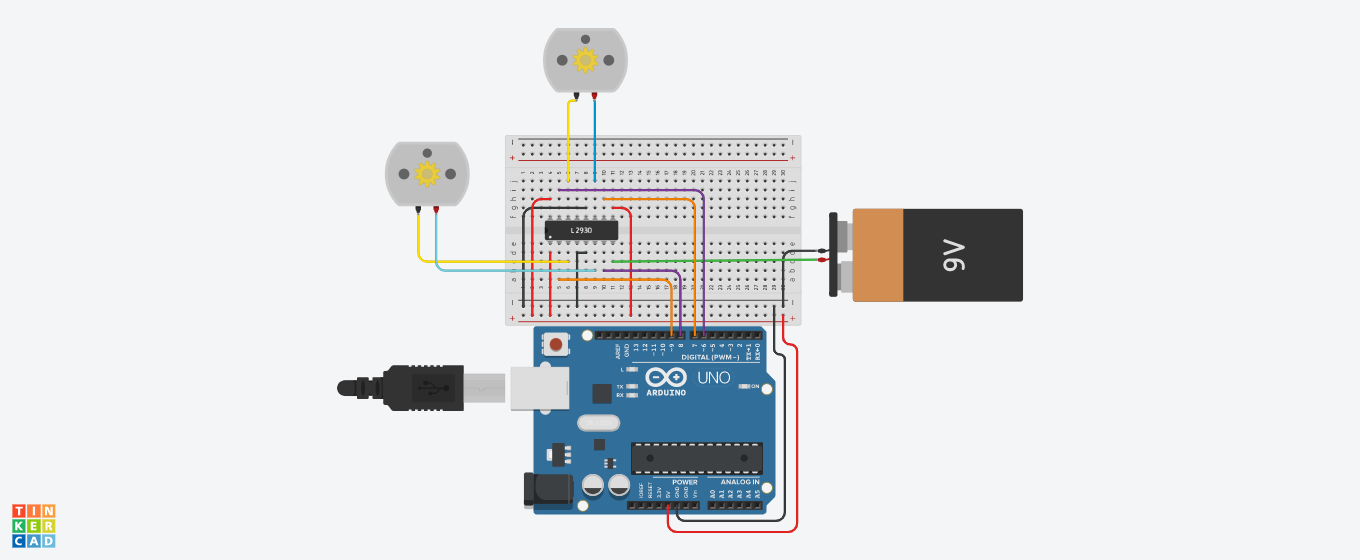 L293D
9V
AREF
GND
13
12
~11
~10
~9
8
7
~6
~5
4
~3
2
TX→1
RX←0
DIGITAL (PWM~)
L
TX
RX
ARDUINO
UNO
ON
POWER
ANALOG IN
IOREF
RESET
3.3V
5V
GND
GND
Vin
A0
A1
A2
A3
A4
A5
TIN
KER
CAD